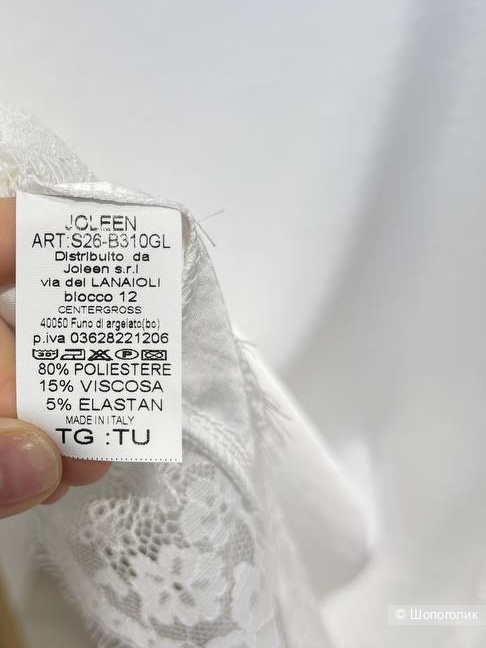 JOLEEN
ART:S26-B310GL
Distribuito da
Joleen s.r.l
via dei LANAIOLI
blocco 12
CENTERGROSS
40050 Funo di argelato(bo)
p.iva 03628221206
80% POLIESTERE
15% VISCOSA
5% ELASTAN
MADE IN ITALY
TG :TU
© Шопоголик